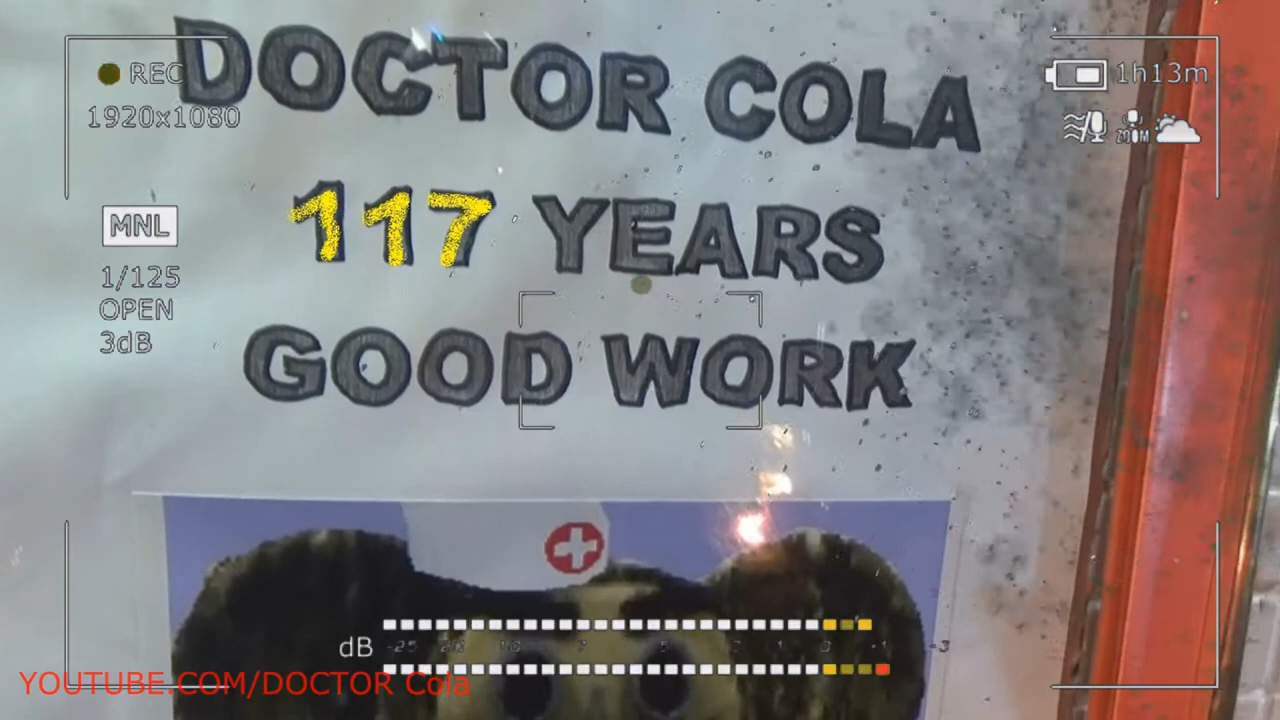 DOCTOR COLA
REC
1h13m
1920x1080
ZOOM
117 YEARS
MNL
1/125
OPEN
3dB
GOOD WORK
dB
YOUTUBE.COM/DOCTOR Cola